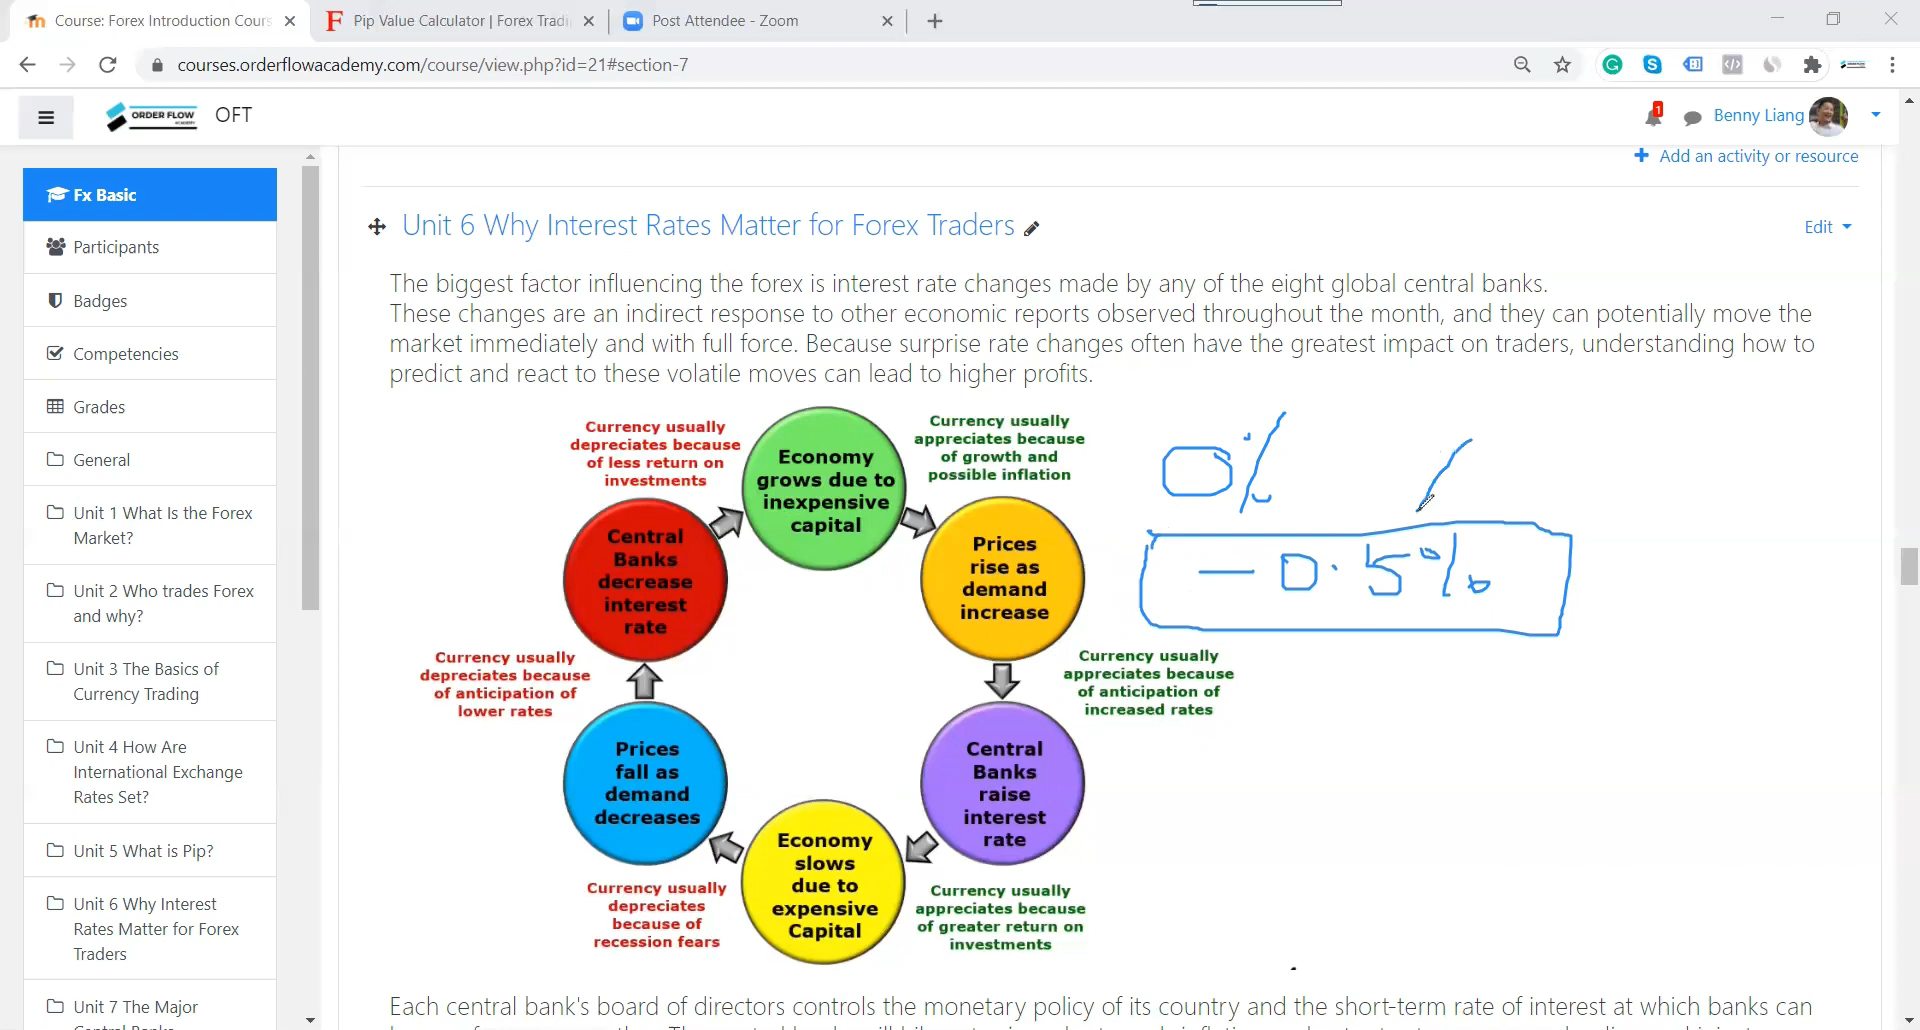 Course: Forex Introduction Cours
Pip Value Calculator | Forex Tradi
Post Attendee - Zoom
courses.orderflowacademy.com/course/view.php?id=21#section-7
ORDER FLOW
ACADEMY
OFT
1
Benny Liang
Add an activity or resource
Fx Basic
Participants
Badges
Competencies
Grades
General
Unit 1 What Is the Forex
Market?
Unit 2 Who trades Forex
and why?
Unit 3 The Basics of
Currency Trading
Unit 4 How Are
International Exchange
Rates Set?
Unit 5 What is Pip?
Unit 6 Why Interest
Rates Matter for Forex
Traders
Unit 7 The Major
Unit 6 Why Interest Rates Matter for Forex Traders
Edit
The biggest factor influencing the forex is interest rate changes made by any of the eight global central banks.
These changes are an indirect response to other economic reports observed throughout the month, and they can potentially move the
market immediately and with full force. Because surprise rate changes often have the greatest impact on traders, understanding how to
predict and react to these volatile moves can lead to higher profits.
Currency usually
depreciates because
of less return on
investments
Economy
grows due to
inexpensive
capital
Currency usually
appreciates because
of growth and
possible inflation
Central
Banks
decrease
interest
rate
Prices
rise as
demand
increase
0%
- 0.5%
Currency usually
depreciates because
of anticipation of
lower rates
Currency usually
appreciates because
of anticipation of
increased rates
Prices
fall as
demand
decreases
Central
Banks
raise
interest
rate
Economy
slows
due to
expensive
Capital
Currency usually
depreciates
because of
recession fears
Currency usually
appreciates because
of greater return on
investments
Each central bank's board of directors controls the monetary policy of its country and the short-term rate of interest at which banks can